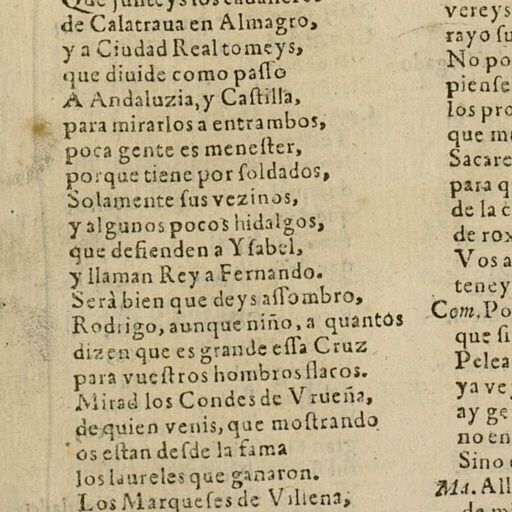 Que junteys los caualleros
de Calatraua en Almagro,
y a Ciudad Real tomeys,
que diuide como passo
A Andaluzia, y Castilla,
para mirarlos a entrambos,
poca gente es menester,
porque tiene por soldados,
Solamente sus vezinos,
y algunos pocos hidalgos,
que defienden a Ysabel,
y llaman Rey a Fernando.
Serà bien que deys assombro,
Rodrigo, aunque niño, a quantos
dizen que es grande essa Cruz
para vuestros hombros flacos.
Mirad los Condes de Vrueña,
de quien venis, que mostrando
os estan desde la fama
los laureles que ganaron.
Los Marqueses de Villena,
vereys
rayo su
No po
piense
los pro
que m
Sacare
para q
de la c
de rox
Vos a
teney
Com. Po
que si
Pelea
ya ve
ay ge
no en
Sino
Ma. All